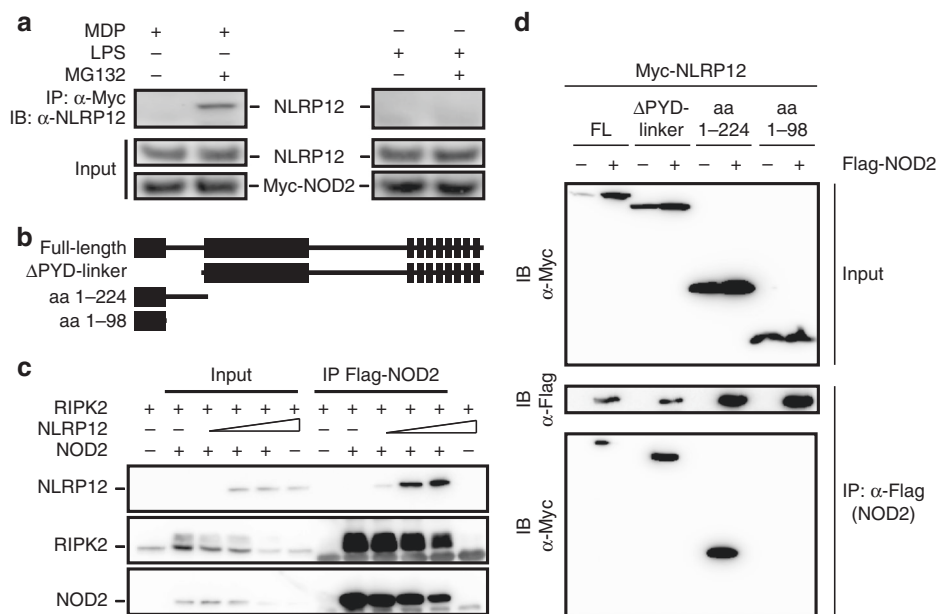 a
MDP + + – –
LPS – – + +
MG132 – + – +
IP: α-Myc
IB: α-NLRP12
NLRP12
Input
NLRP12
Myc-NOD2
b
Full-length
ΔPYD-linker
aa 1–224
aa 1–98
c
Input IP Flag-NOD2
RIPK2 + + + + + + + + + + + +
NLRP12 – – – –
NOD2 – + + + + – – + + + + –
NLRP12
RIPK2
NOD2
d
Myc-NLRP12
FL ΔPYD-linker aa 1–224 aa 1–98
– + – + – + – + Flag-NOD2
IB
α-Myc
Input
IB
α-Flag
IB
α-Myc
IP: α-Flag
(NOD2)